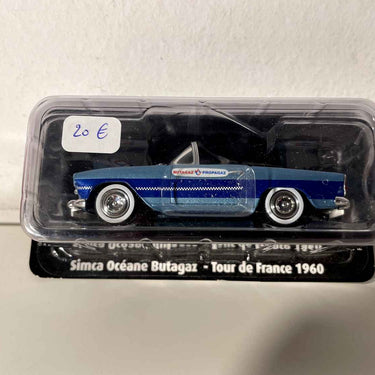 20 €
BUTAGAZ PROPAGAZ
Simca Océane Butagaz - Tour de France 1960